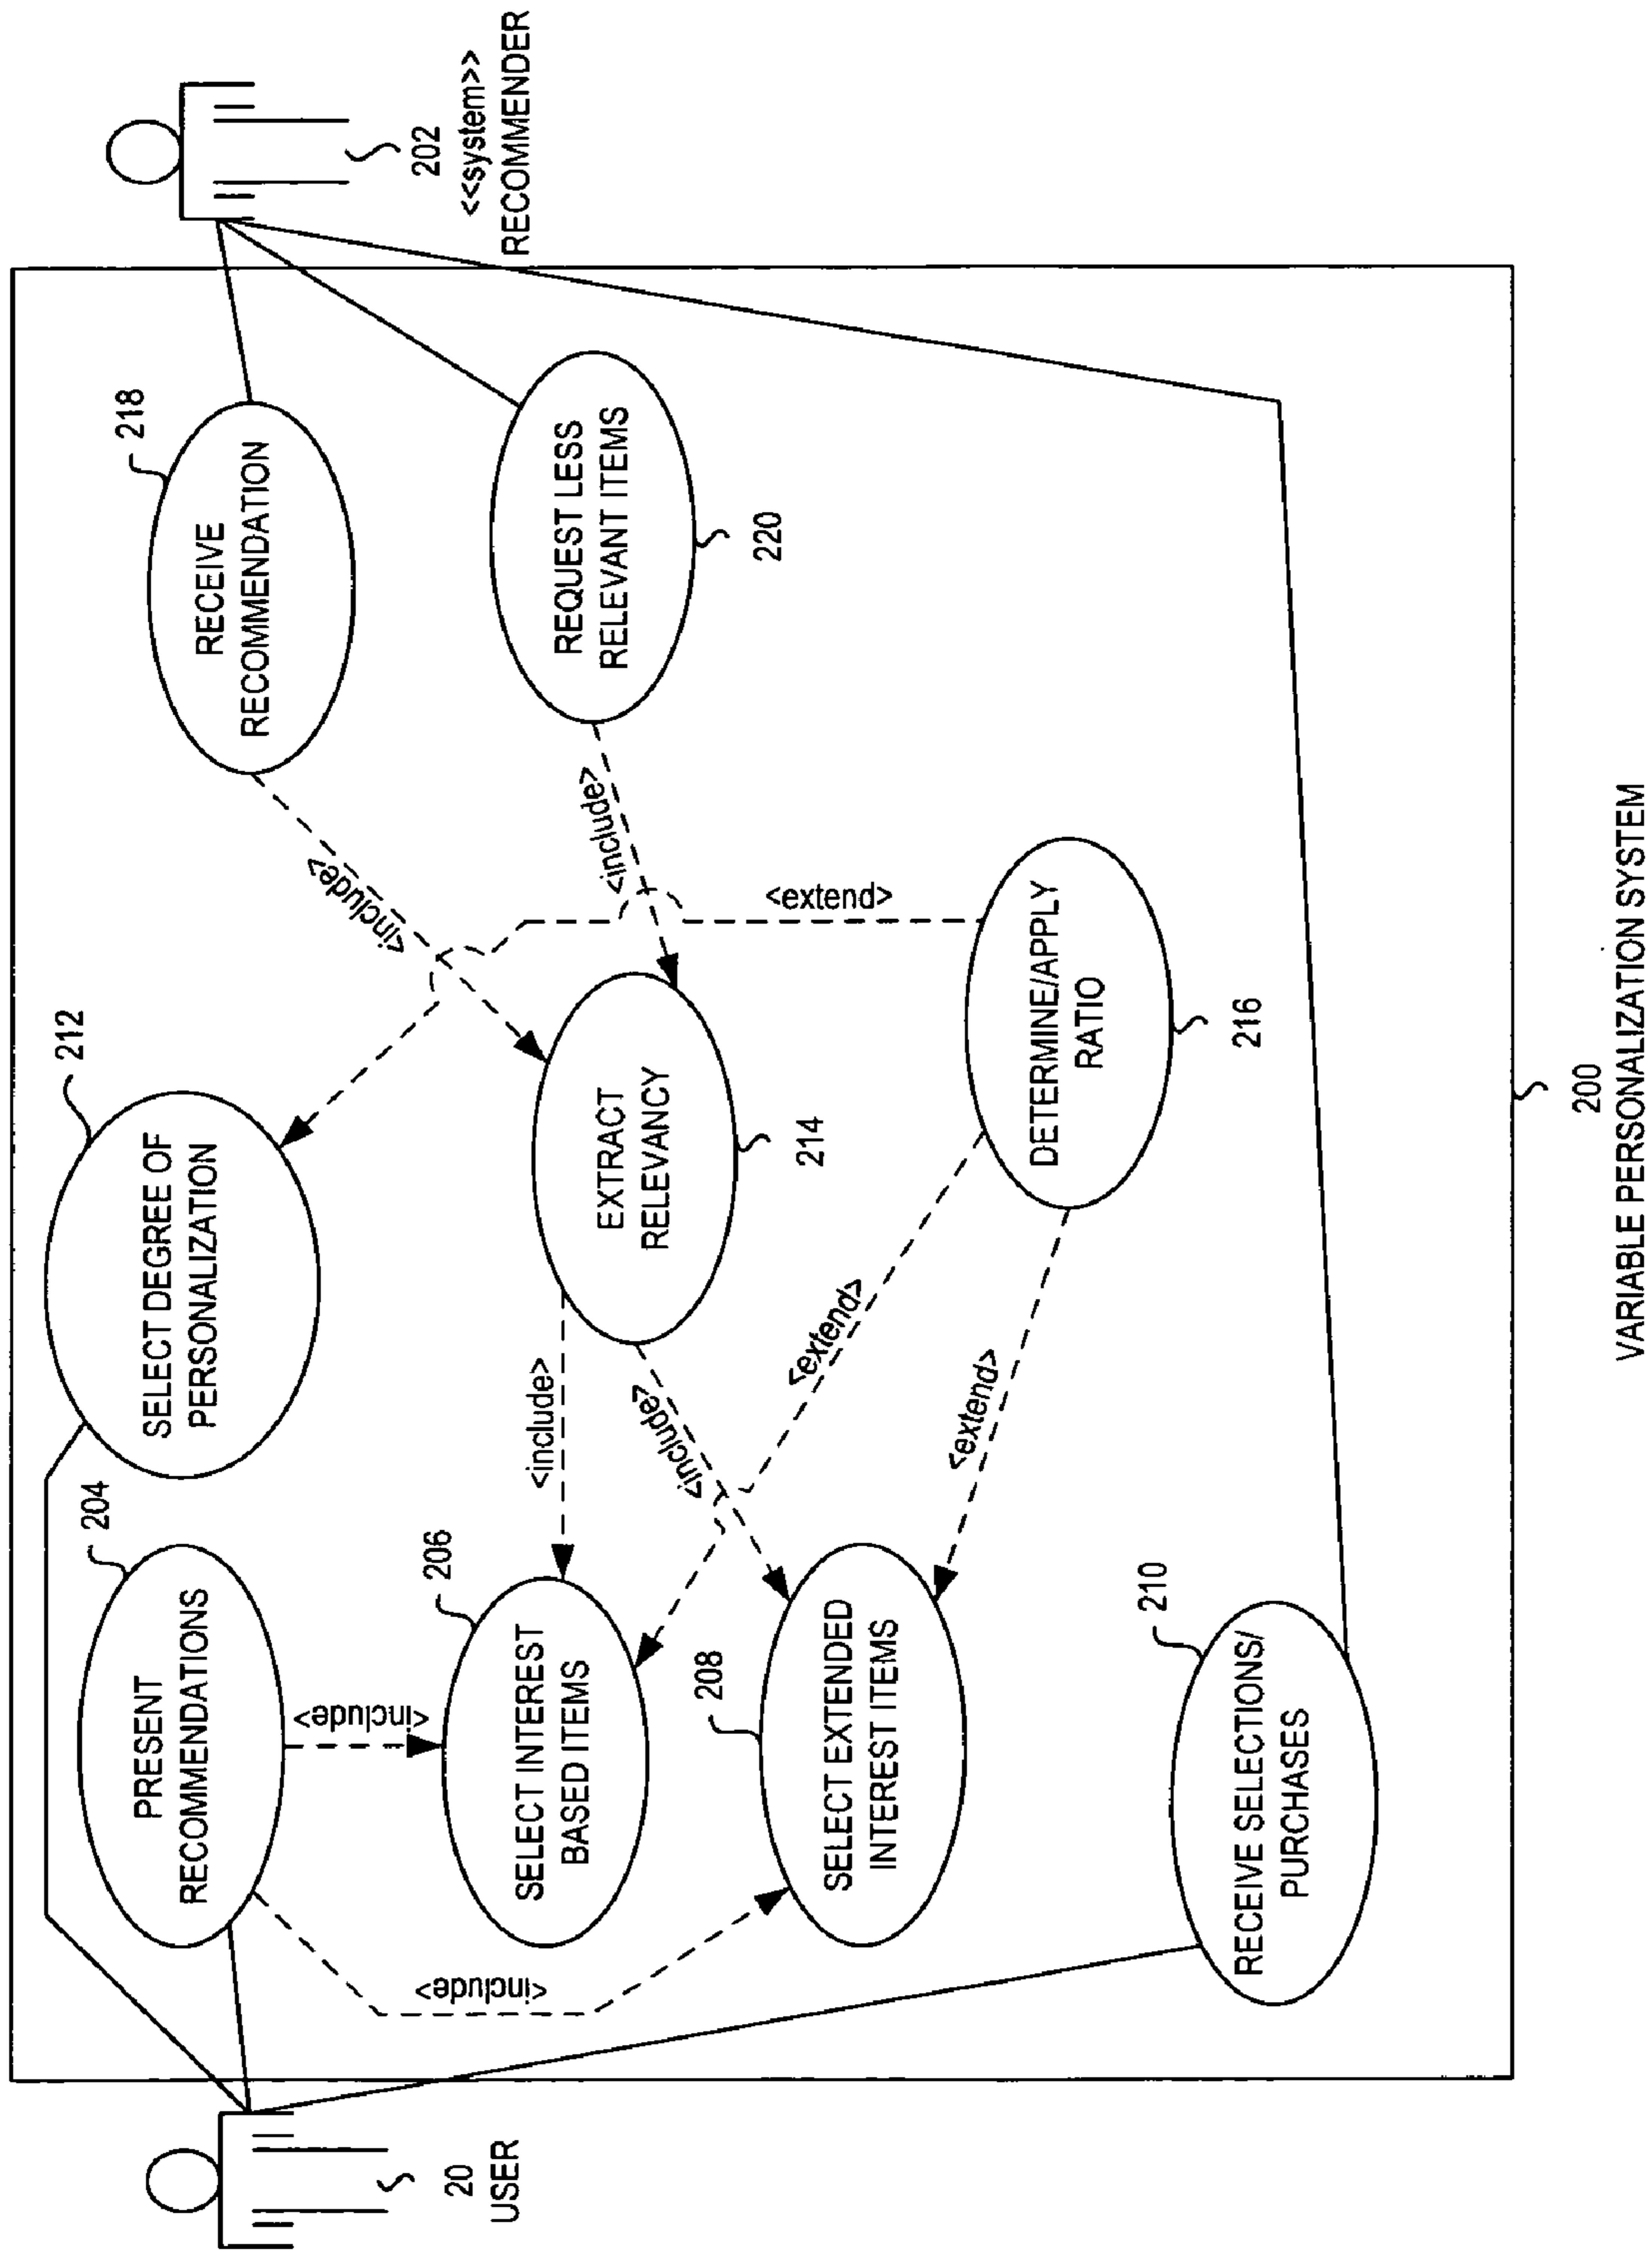 204
PRESENT
RECOMMENDATIONS
212
SELECT DEGREE OF
PERSONALIZATION
218
RECEIVE
RECOMMENDATION
202
<<system>>
RECOMMENDER
20
USER
<include>
<include>
<include>
206
SELECT INTEREST
BASED ITEMS
<include>
EXTRACT
RELEVANCY
214
<include>
REQUEST LESS
RELEVANT ITEMS
220
<include>
<extend>
208
SELECT EXTENDED
INTEREST ITEMS
<extend>
<extend>
DETERMINE/APPLY
RATIO
216
210
RECEIVE SELECTIONS/
PURCHASES
200
VARIABLE PERSONALIZATION SYSTEM